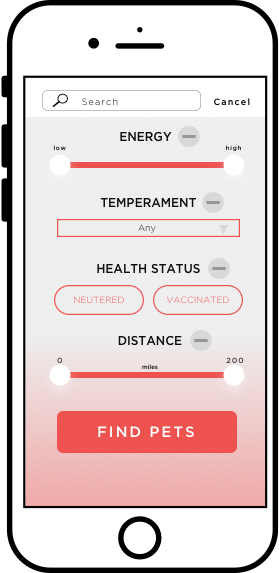 Search Cancel
ENERGY
low high
TEMPERAMENT
Any
HEALTH STATUS
NEUTERED VACCINATED
DISTANCE
0 miles 200
FIND PETS